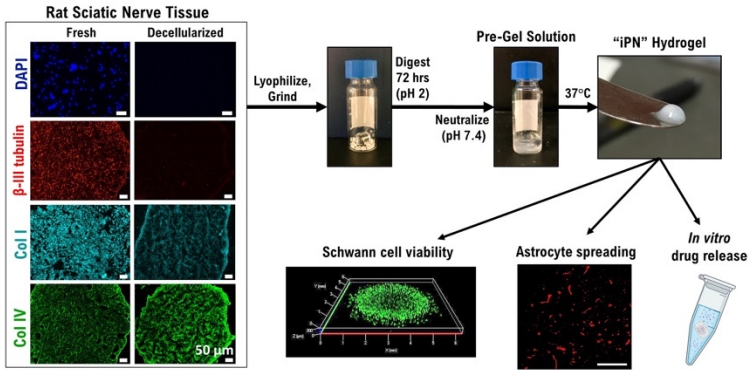 Rat Sciatic Nerve Tissue
Fresh
Decellularized
DAPI
β-III tubulin
Col I
Col IV
50 μm
Lyophilize,
Grind
Digest
72 hrs
(pH 2)
Neutralize
(pH 7.4)
Pre-Gel Solution
37°C
“iPN” Hydrogel
Schwann cell viability
Astrocyte spreading
In vitro
drug release